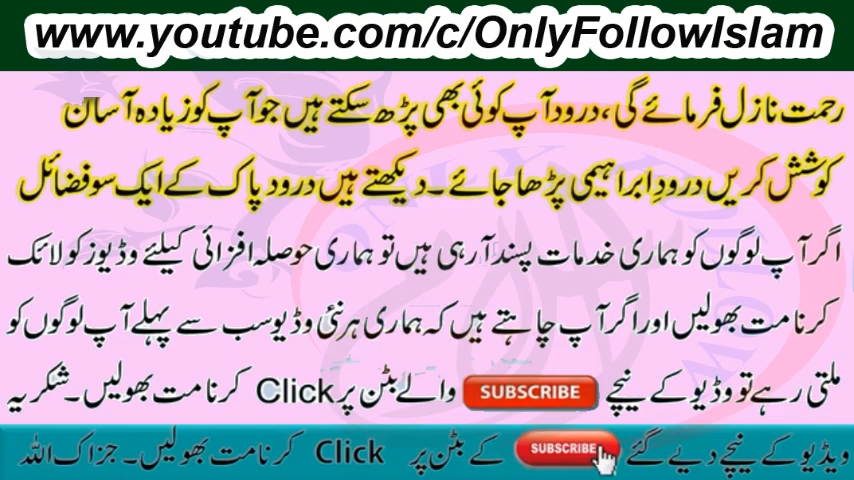 www.youtube.com/c/OnlyFollowIslam
رحمت نازل فرمائے گی، درود آپ کوئی بھی پڑھ سکتے ہیں جو آپ کو زیادہ آسان
کوشش کریں درودِ ابراہیمی پڑھا جائے۔ دیکھتے ہیں درود پاک کے ایک سو فضائل
اگر آپ لوگوں کو ہماری خدمات پسند آ رہی ہیں تو ہماری حوصلہ افزائی کیلئے وڈیوز کو لائک
کرنا مت بھولیں اور اگر آپ چاہتے ہیں کہ ہماری ہر نئی وڈیو سب سے پہلے آپ لوگوں کو
ملتی رہے تو وڈیو کے نیچے SUBSCRIBE والے بٹن پر Click کرنا مت بھولیں۔ شکریہ
ویڈیو کے نیچے دیے گئے SUBSCRIBE کے بٹن پر Click کرنا مت بھولیں۔ جزاک اللہ